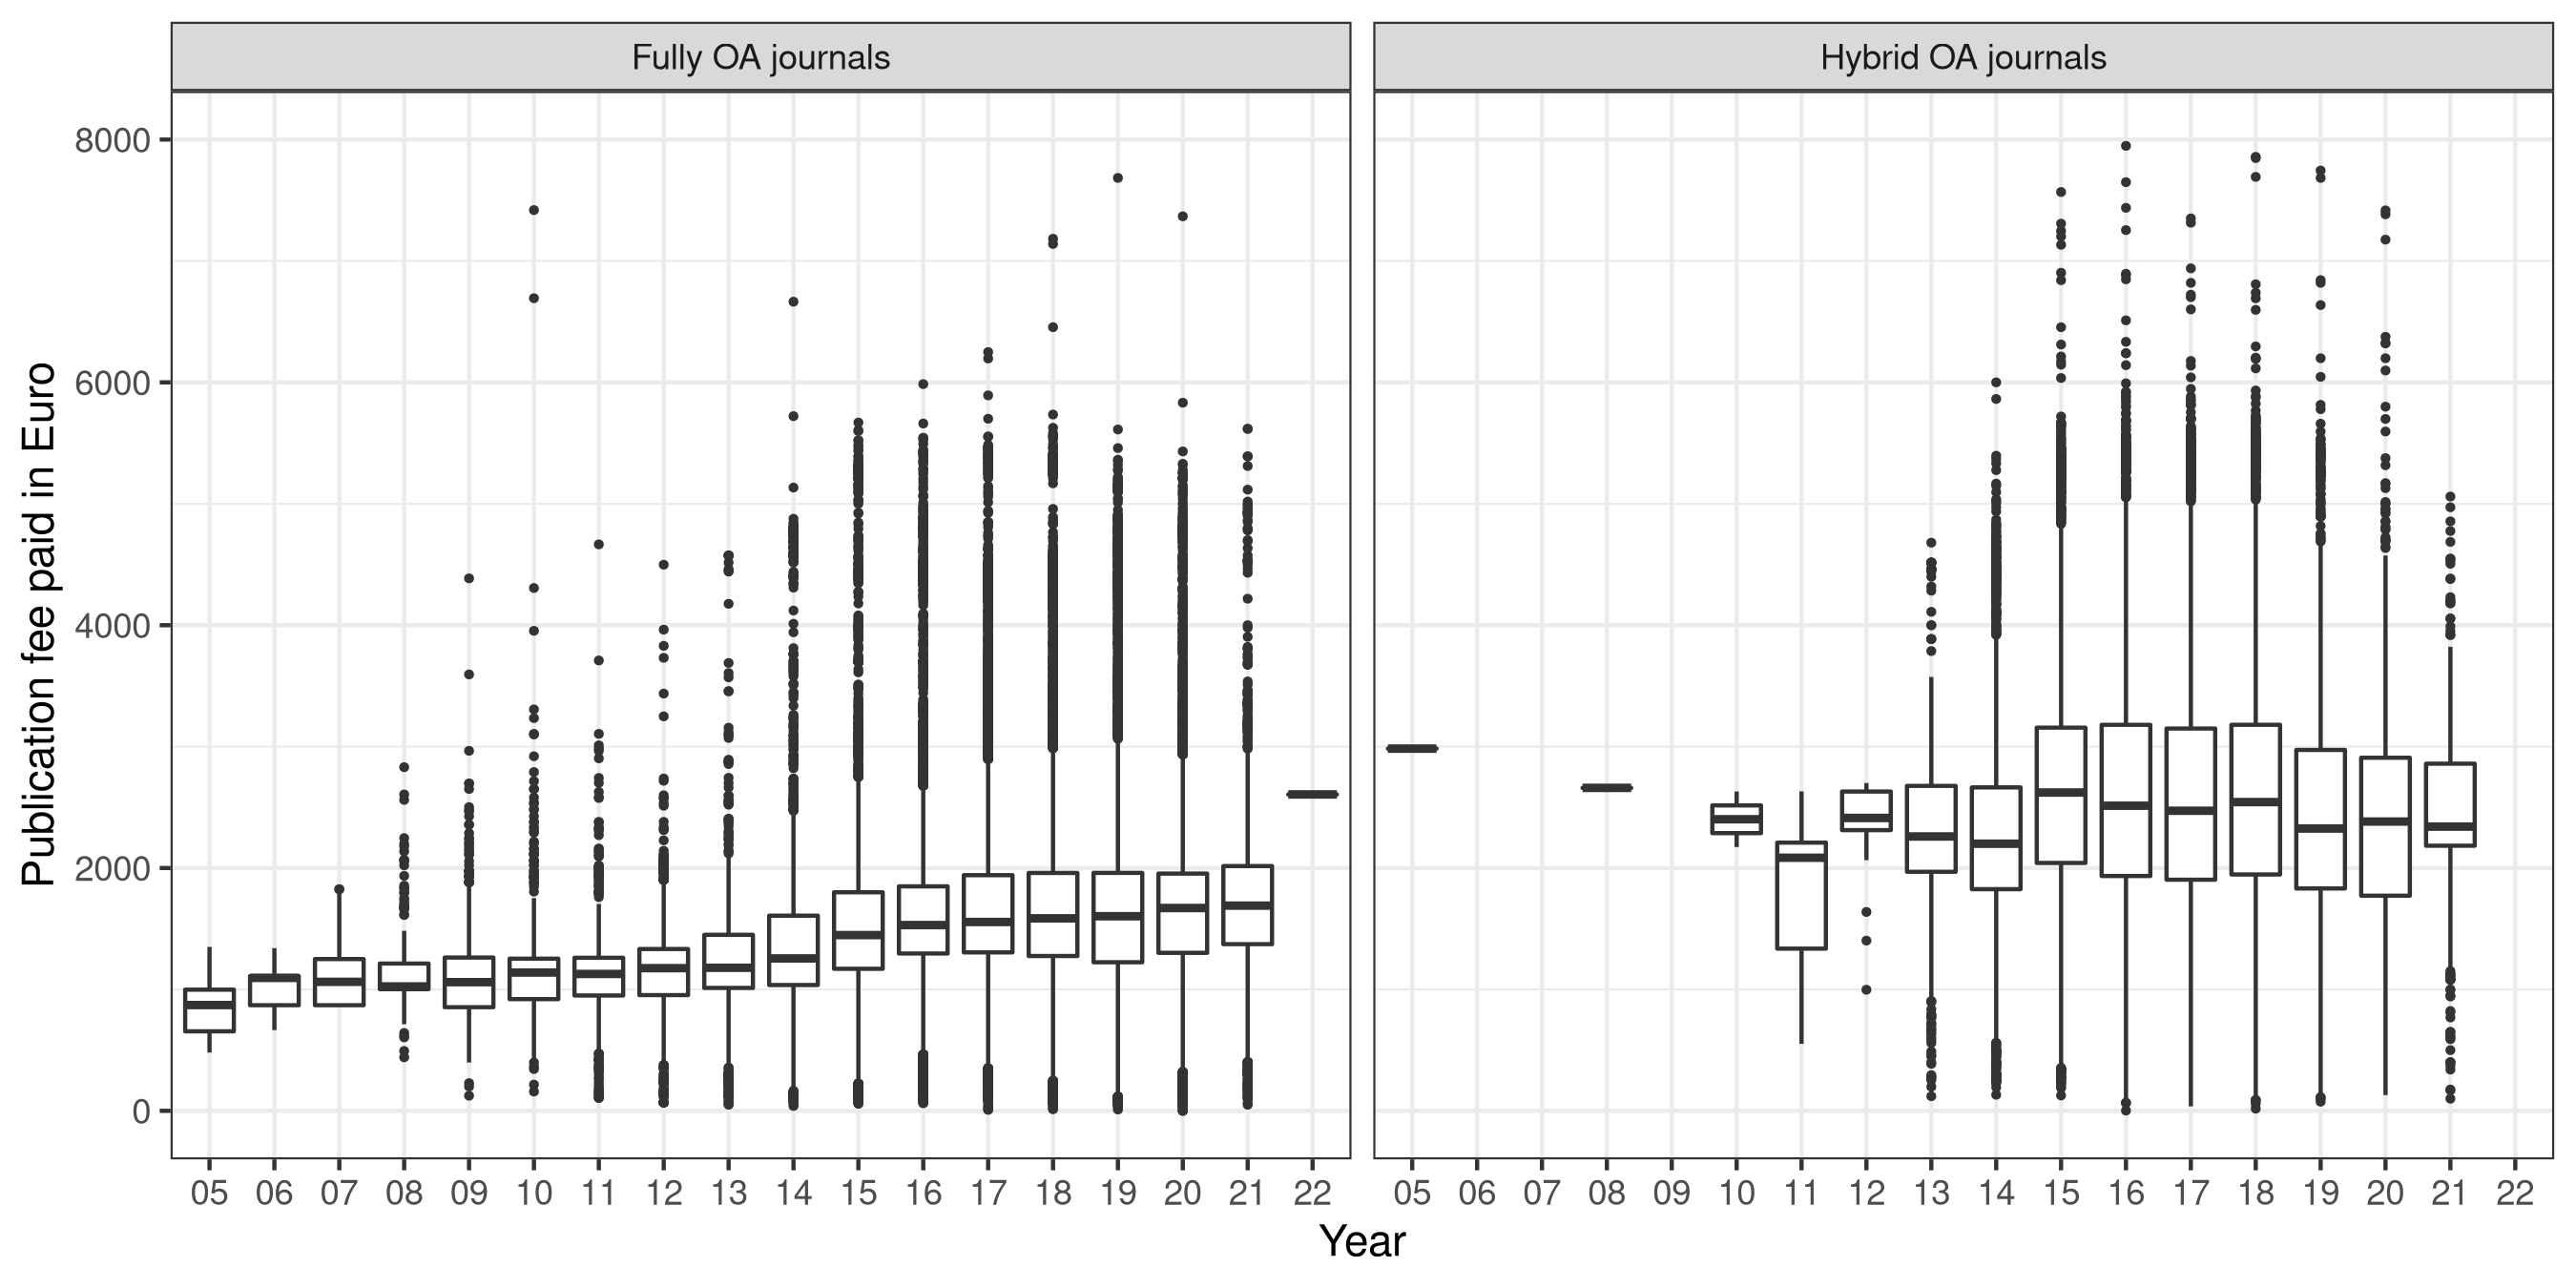 Fully OA journals Hybrid OA journals
Publication fee paid in Euro
8000
6000
4000
2000
0
05 06 07 08 09 10 11 12 13 14 15 16 17 18 19 20 21 22 05 06 07 08 09 10 11 12 13 14 15 16 17 18 19 20 21 22
Year